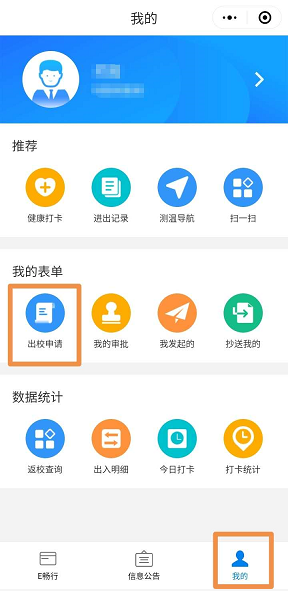 我的
推荐
健康打卡 进出记录 测温导航 扫一扫
我的表单
出校申请 我的审批 我发起的 抄送我的
数据统计
返校查询 出入明细 今日打卡 打卡统计
E畅行 信息公告 我的